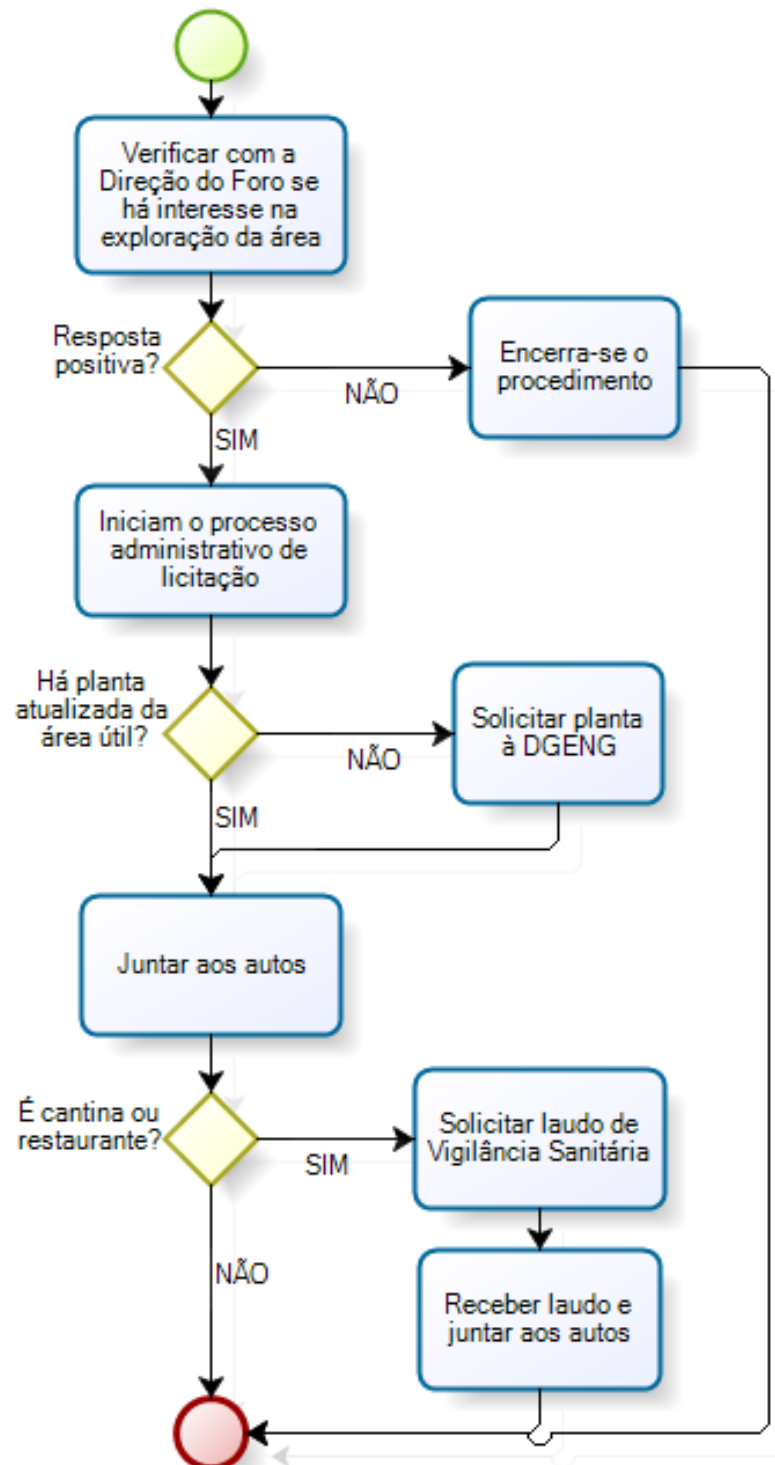 Verificar com a
Direção do Foro se
há interesse na
exploração da área
Resposta
positiva?
NÃO
Encerra-se o
procedimento
SIM
Iniciam o processo
administrativo de
licitação
Há planta
atualizada da
área útil?
NÃO
Solicitar planta
à DGENG
SIM
Juntar aos autos
É cantina ou
restaurante?
SIM
Solicitar laudo de
Vigilância Sanitária
NÃO
Receber laudo e
juntar aos autos